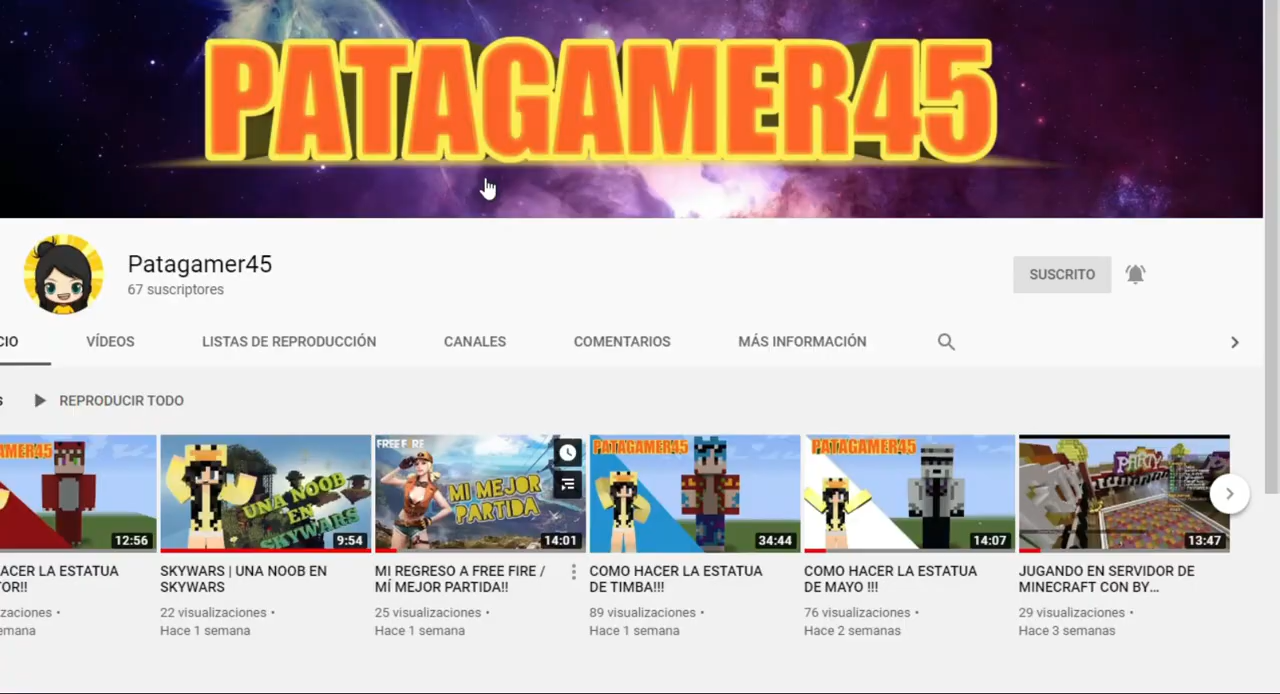 PATAGAMER45
Patagamer45
67 suscriptores
SUSCRITO
CIO
VÍDEOS
LISTAS DE REPRODUCCIÓN
CANALES
COMENTARIOS
MÁS INFORMACIÓN
s
REPRODUCIR TODO
AMER45
12:56
UNA NOOB
EN
SKYWARS
9:54
FREE FIRE
MI MEJOR
PARTIDA
14:01
PATAGAMER45
34:44
PATAGAMER45
14:07
PARTY
13:47
ACER LA ESTATUA
OR!!
zaciones •
emana
SKYWARS | UNA NOOB EN
SKYWARS
22 visualizaciones •
Hace 1 semana
MI REGRESO A FREE FIRE /
MÍ MEJOR PARTIDA!!
25 visualizaciones •
Hace 1 semana
COMO HACER LA ESTATUA
DE TIMBA!!!
89 visualizaciones •
Hace 1 semana
COMO HACER LA ESTATUA
DE MAYO !!!
76 visualizaciones •
Hace 2 semanas
JUGANDO EN SERVIDOR DE
MINECRAFT CON BY...
29 visualizaciones •
Hace 3 semanas